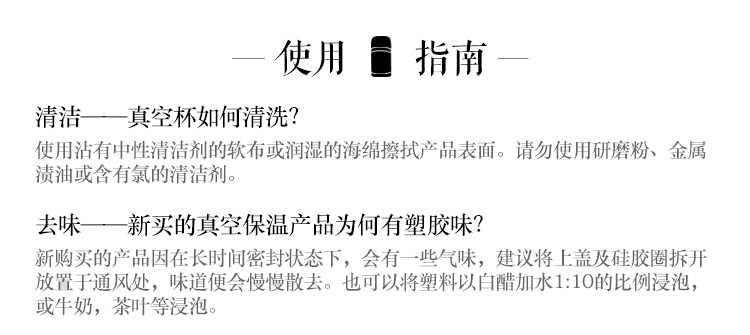 使用指南
清洁——真空杯如何清洗?
使用沾有中性清洁剂的软布或润湿的海绵擦拭产品表面。请勿使用研磨粉、金属
渍油或含有氯的清洁剂。
去味——新买的真空保温产品为何有塑胶味?
新购买的产品因在长时间密封状态下，会有一些气味，建议将上盖及硅胶圈拆开
放置于通风处，味道便会慢慢散去。也可以将塑料以白醋加水1:10的比例浸泡，
或牛奶，茶叶等浸泡。